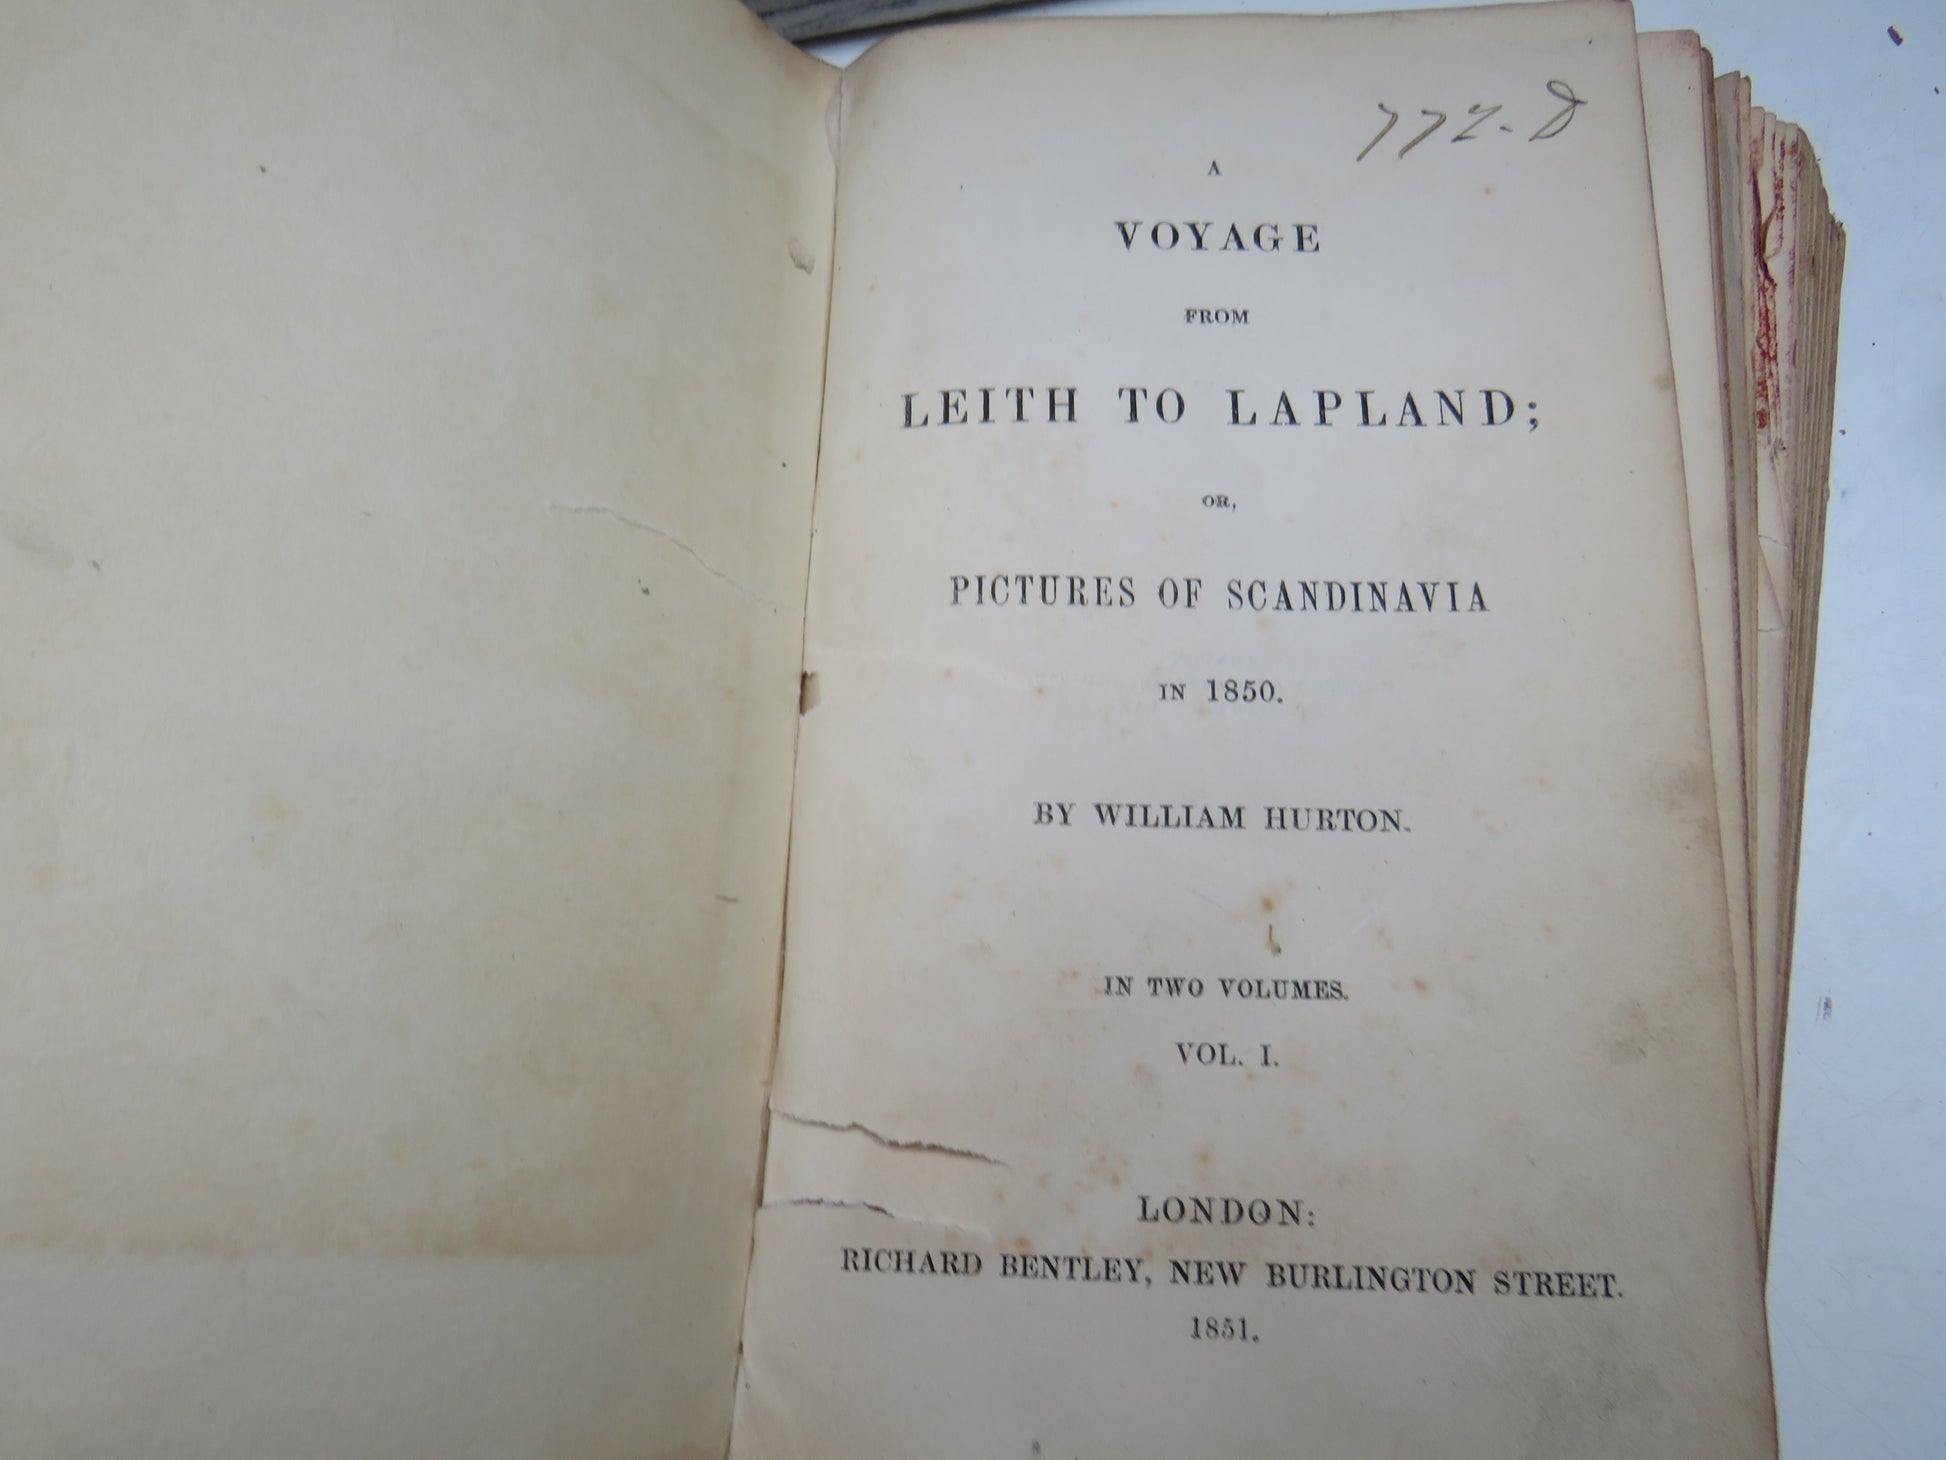 772-D
A
VOYAGE
FROM
LEITH TO LAPLAND;
OR,
PICTURES OF SCANDINAVIA
IN 1850.
BY WILLIAM HURTON.
IN TWO VOLUMES.
VOL. I.
LONDON:
RICHARD BENTLEY, NEW BURLINGTON STREET.
1851.